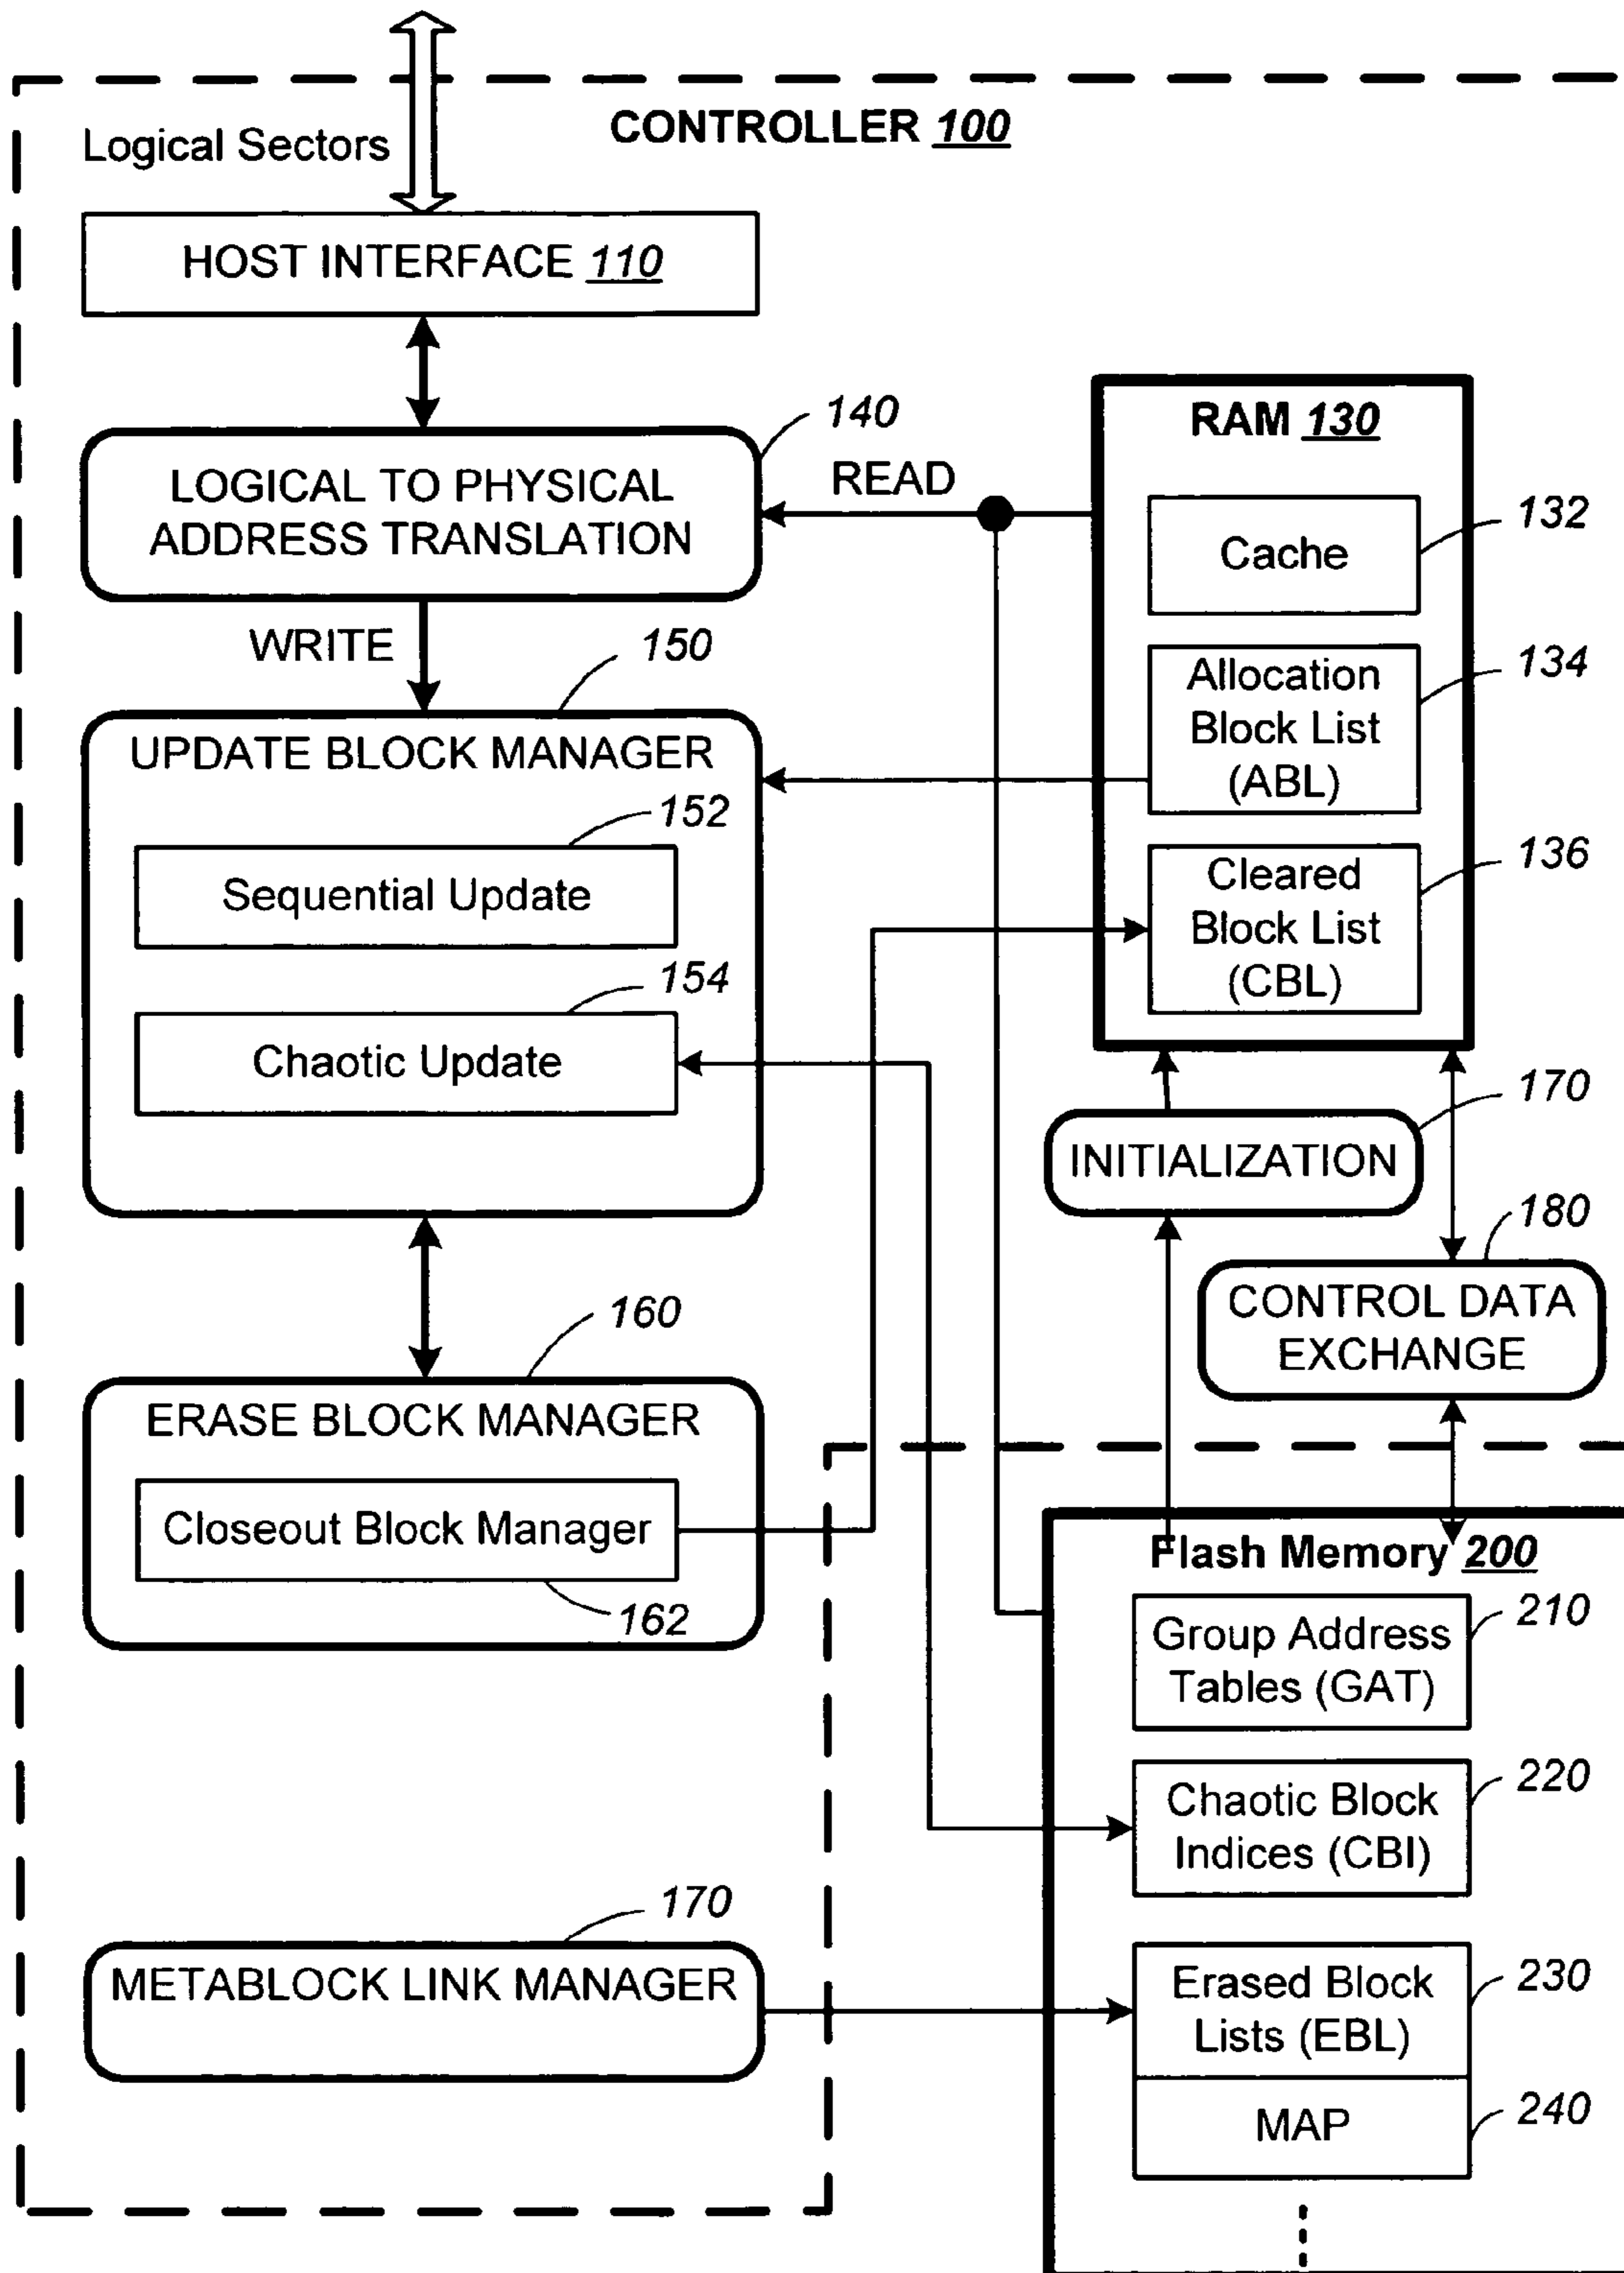 Logical Sectors
CONTROLLER 100
HOST INTERFACE 110
140
LOGICAL TO PHYSICAL
ADDRESS TRANSLATION
READ
WRITE
150
UPDATE BLOCK MANAGER
152
Sequential Update
154
Chaotic Update
160
ERASE BLOCK MANAGER
Closeout Block Manager
162
170
METABLOCK LINK MANAGER
RAM 130
132
Cache
134
Allocation
Block List
(ABL)
136
Cleared
Block List
(CBL)
170
INITIALIZATION
180
CONTROL DATA
EXCHANGE
Flash Memory 200
210
Group Address
Tables (GAT)
220
Chaotic Block
Indices (CBI)
230
Erased Block
Lists (EBL)
240
MAP